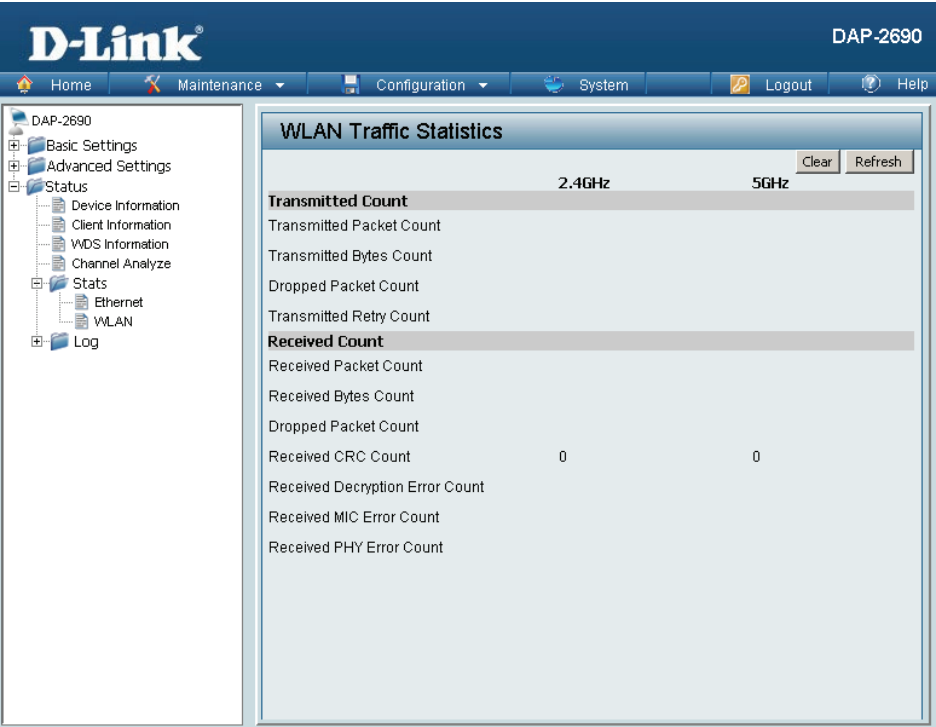 D-Link®
DAP-2690
Home Maintenance Configuration System Logout Help
DAP-2690
Basic Settings
Advanced Settings
Status
Device Information
Client Information
WDS Information
Channel Analyze
Stats
Ethernet
WLAN
Log
WLAN Traffic Statistics
Clear Refresh
2.4GHz 5GHz
Transmitted Count
Transmitted Packet Count
Transmitted Bytes Count
Dropped Packet Count
Transmitted Retry Count
Received Count
Received Packet Count
Received Bytes Count
Dropped Packet Count
Received CRC Count 0 0
Received Decryption Error Count
Received MIC Error Count
Received PHY Error Count